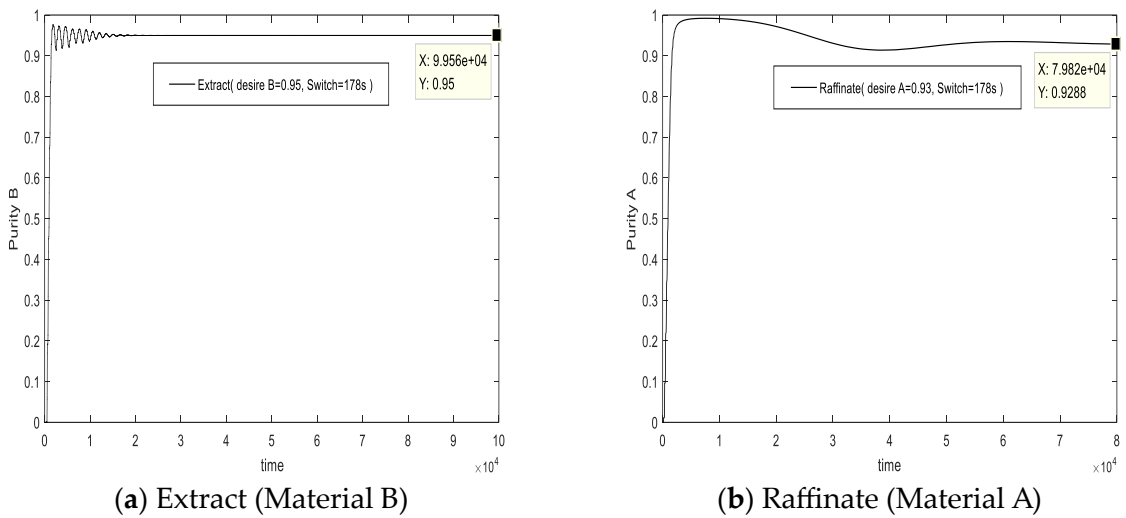 1
0.9
0.8
0.7
0.6
0.5
0.4
0.3
0.2
0.1
0
Purity B
X: 9.956e+04
Y: 0.95
Extract( desire B=0.95, Switch=178s )
0 1 2 3 4 5 6 7 8 9 10
time
×10^4
(a) Extract (Material B)
1
0.9
0.8
0.7
0.6
0.5
0.4
0.3
0.2
0.1
0
Purity A
X: 7.982e+04
Y: 0.9288
Raffinate( desire A=0.93, Switch=178s )
0 1 2 3 4 5 6 7 8
time
×10^4
(b) Raffinate (Material A)